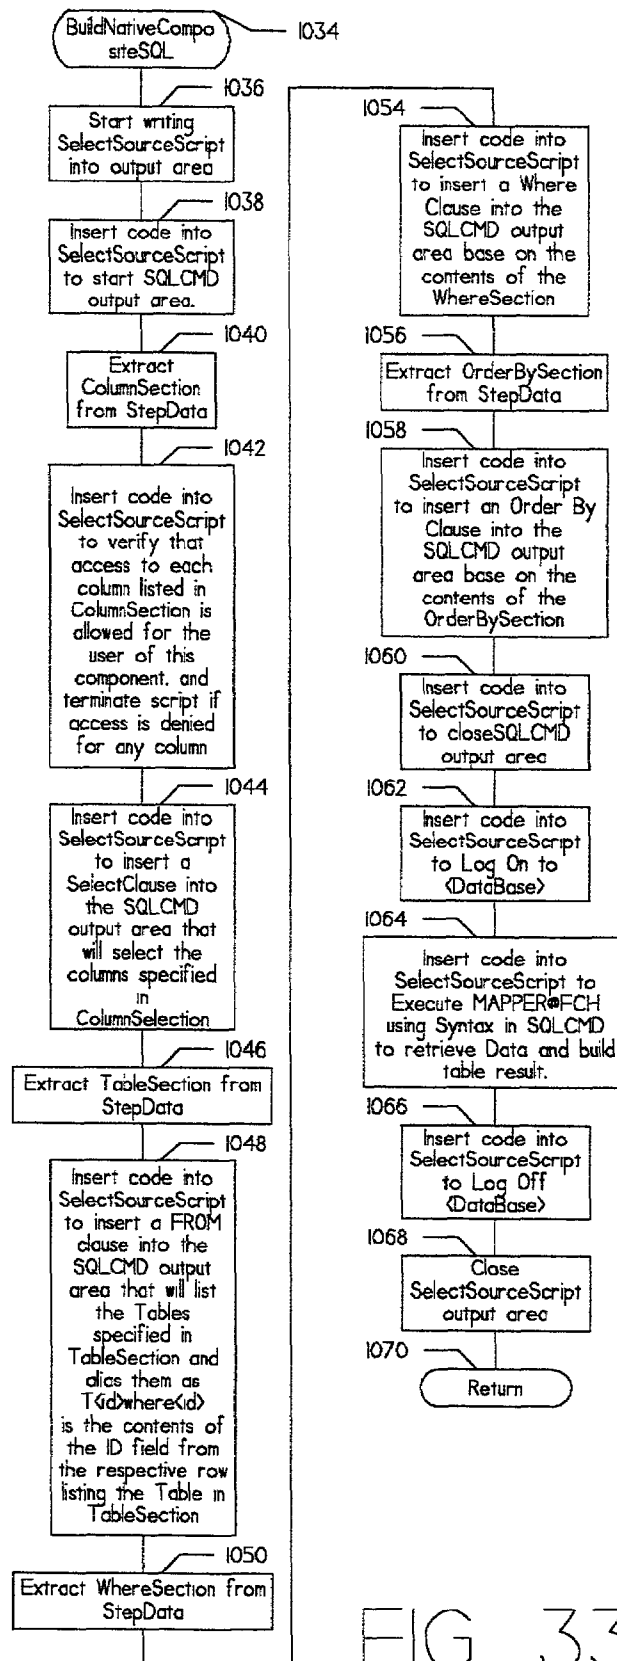 BuildNativeCompo
siteSQL
1034
1036
Start writing
SelectSourceScript
into output area
1038
Insert code into
SelectSourceScript
to start SQLCMD
output area.
1040
Extract
ColumnSection
from StepData
1042
Insert code into
SelectSourceScript
to verify that
access to each
column listed in
ColumnSection is
allowed for the
user of this
component, and
terminate script if
access is denied
for any column
1044
Insert code into
SelectSourceScript
to insert a
SelectClause into
the SQLCMD
output area that
will select the
columns specified
in
ColumnSelection
1046
Extract TableSection from
StepData
1048
Insert code into
SelectSourceScript
to insert a FROM
clause into the
SQLCMD output
area that will list
the Tables
specified in
TableSection and
alias them as
T<id>where<id>
is the contents of
the ID field from
the respective row
listing the Table in
TableSection
1050
Extract WhereSection from
StepData
1054
Insert code into
SelectSourceScript
to insert a Where
Clause into the
SQLCMD output
area base on the
contents of the
WhereSection
1056
Extract OrderBySection
from StepData
1058
Insert code into
SelectSourceScript
to insert an Order By
Clause into the
SQLCMD output
area base on the
contents of the
OrderBySection
1060
Insert code into
SelectSourceScript
to closeSQLCMD
output area
1062
Insert code into
SelectSourceScript
to Log On to
<DataBase>
1064
Insert code into
SelectSourceScript to
Execute MAPPER@FCH
using Syntax in SQLCMD
to retrieve Data and build
table result.
1066
Insert code into
SelectSourceScript
to Log Off
<DataBase>
1068
Close
SelectSourceScript
output area
1070
Return
FIG. 33